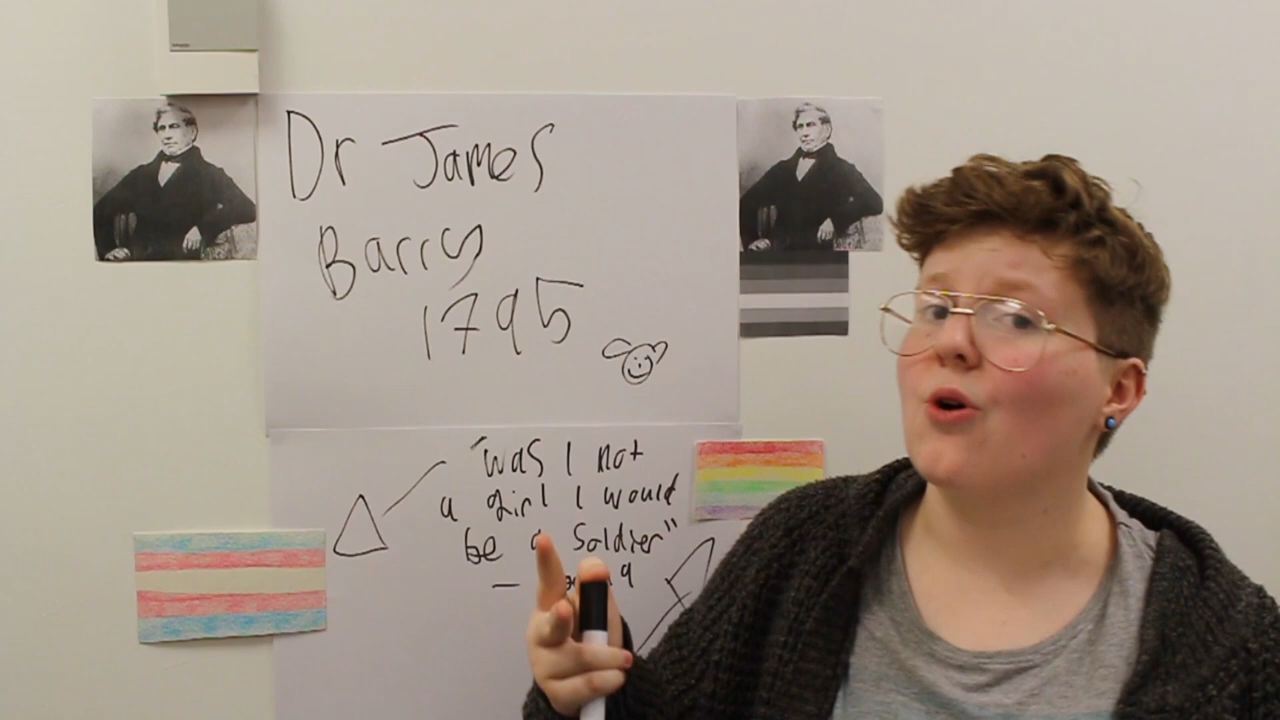 Dr James
Barry
1795
"was I not
a girl I would
be a Soldier"